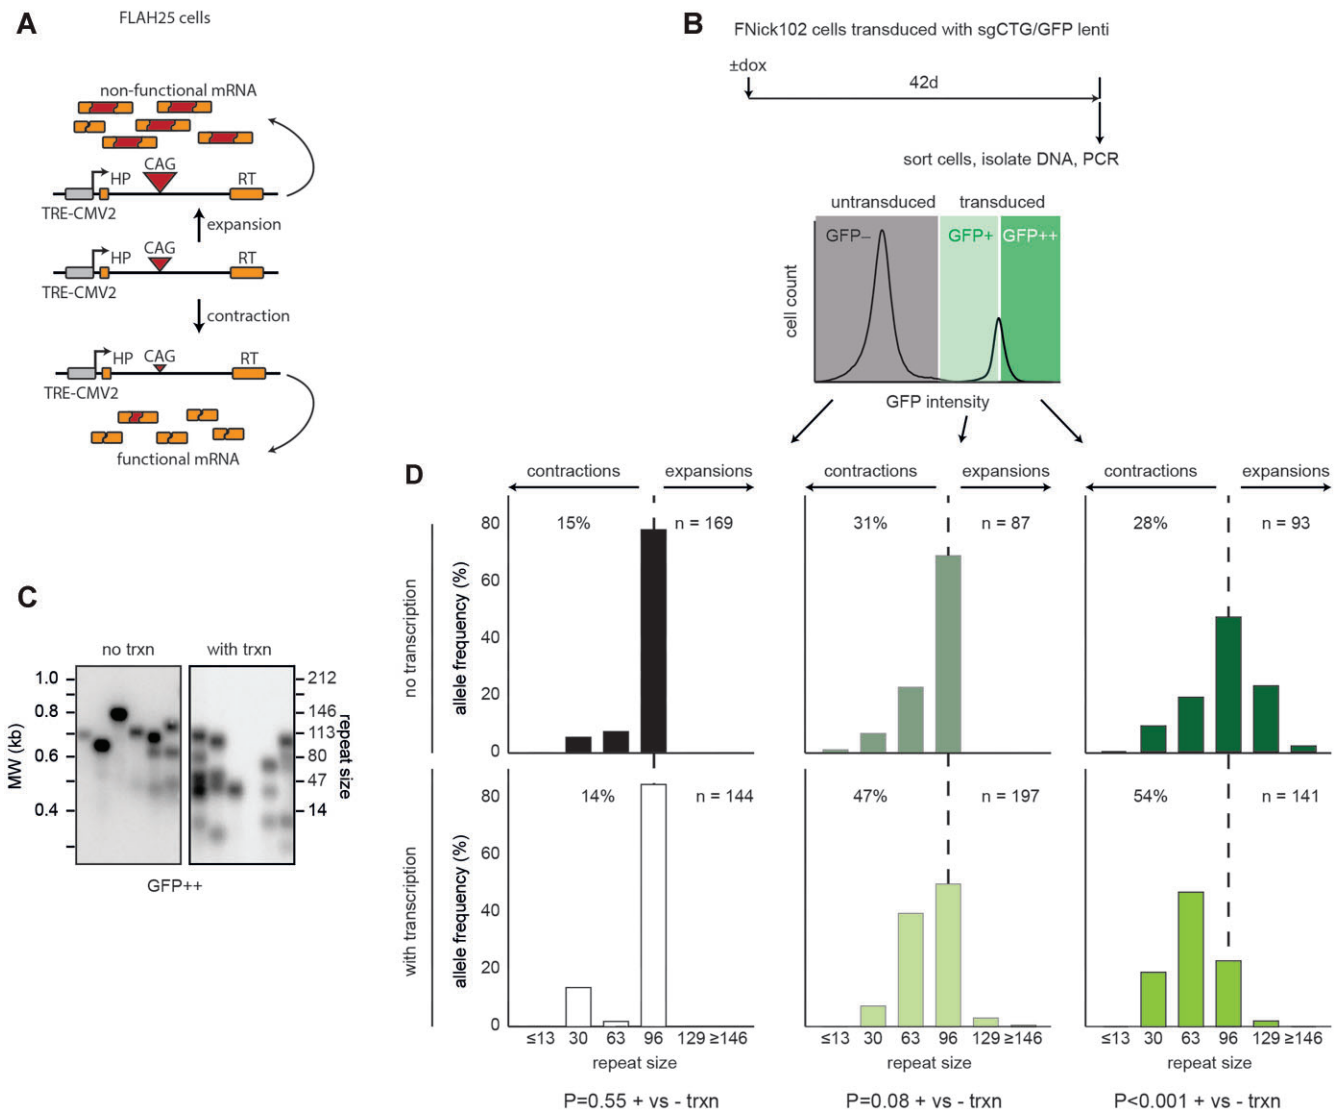 A
FLAH25 cells
non-functional mRNA
CAG
HP
RT
TRE-CMV2
expansion
CAG
HP
RT
TRE-CMV2
contraction
CAG
HP
RT
TRE-CMV2
functional mRNA
B
FNick102 cells transduced with sgCTG/GFP lenti
±dox
42d
sort cells, isolate DNA, PCR
untransduced
transduced
GFP–
GFP+
GFP++
cell count
GFP intensity
C
no trxn
with trxn
1.0
0.8
0.6
0.4
MW (kb)
212
146
113
80
47
14
repeat size
GFP++
D
contractions
expansions
contractions
expansions
contractions
expansions
no transcription
allele frequency (%)
80
60
40
20
0
15%
n = 169
31%
n = 87
28%
n = 93
with transcription
allele frequency (%)
80
60
40
20
0
14%
n = 144
47%
n = 197
54%
n = 141
≤13 30 63 96 129 ≥146
≤13 30 63 96 129 ≥146
≤13 30 63 96 129 ≥146
repeat size
repeat size
repeat size
P=0.55 + vs - trxn
P=0.08 + vs - trxn
P<0.001 + vs - trxn